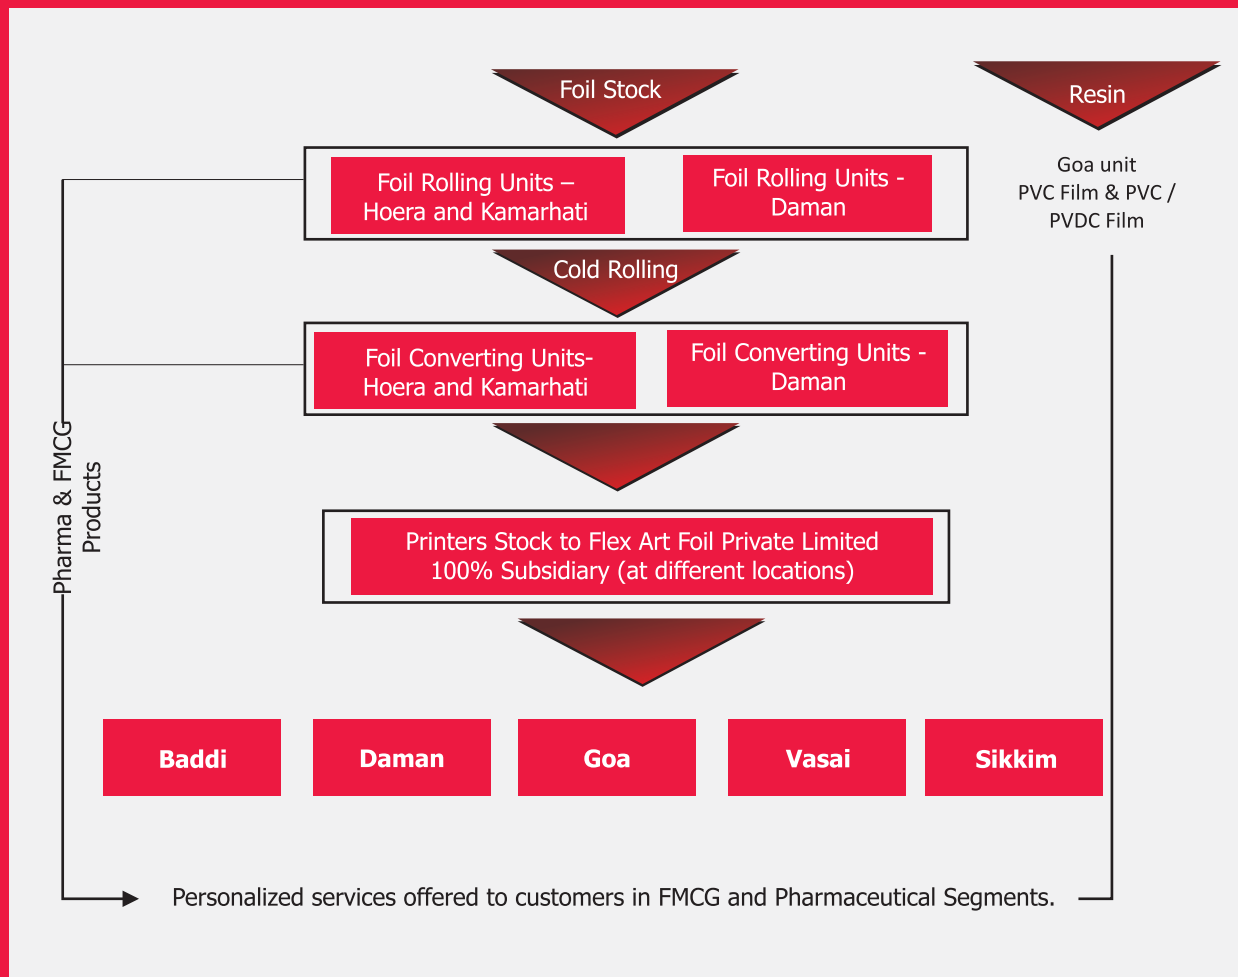 Foil Stock
Resin
Foil Rolling Units –
Hoera and Kamarhati
Foil Rolling Units -
Daman
Goa unit
PVC Film & PVC /
PVDC Film
Cold Rolling
Foil Converting Units-
Hoera and Kamarhati
Foil Converting Units -
Daman
Pharma & FMCG
Products
Printers Stock to Flex Art Foil Private Limited
100% Subsidiary (at different locations)
Baddi
Daman
Goa
Vasai
Sikkim
Personalized services offered to customers in FMCG and Pharmaceutical Segments.